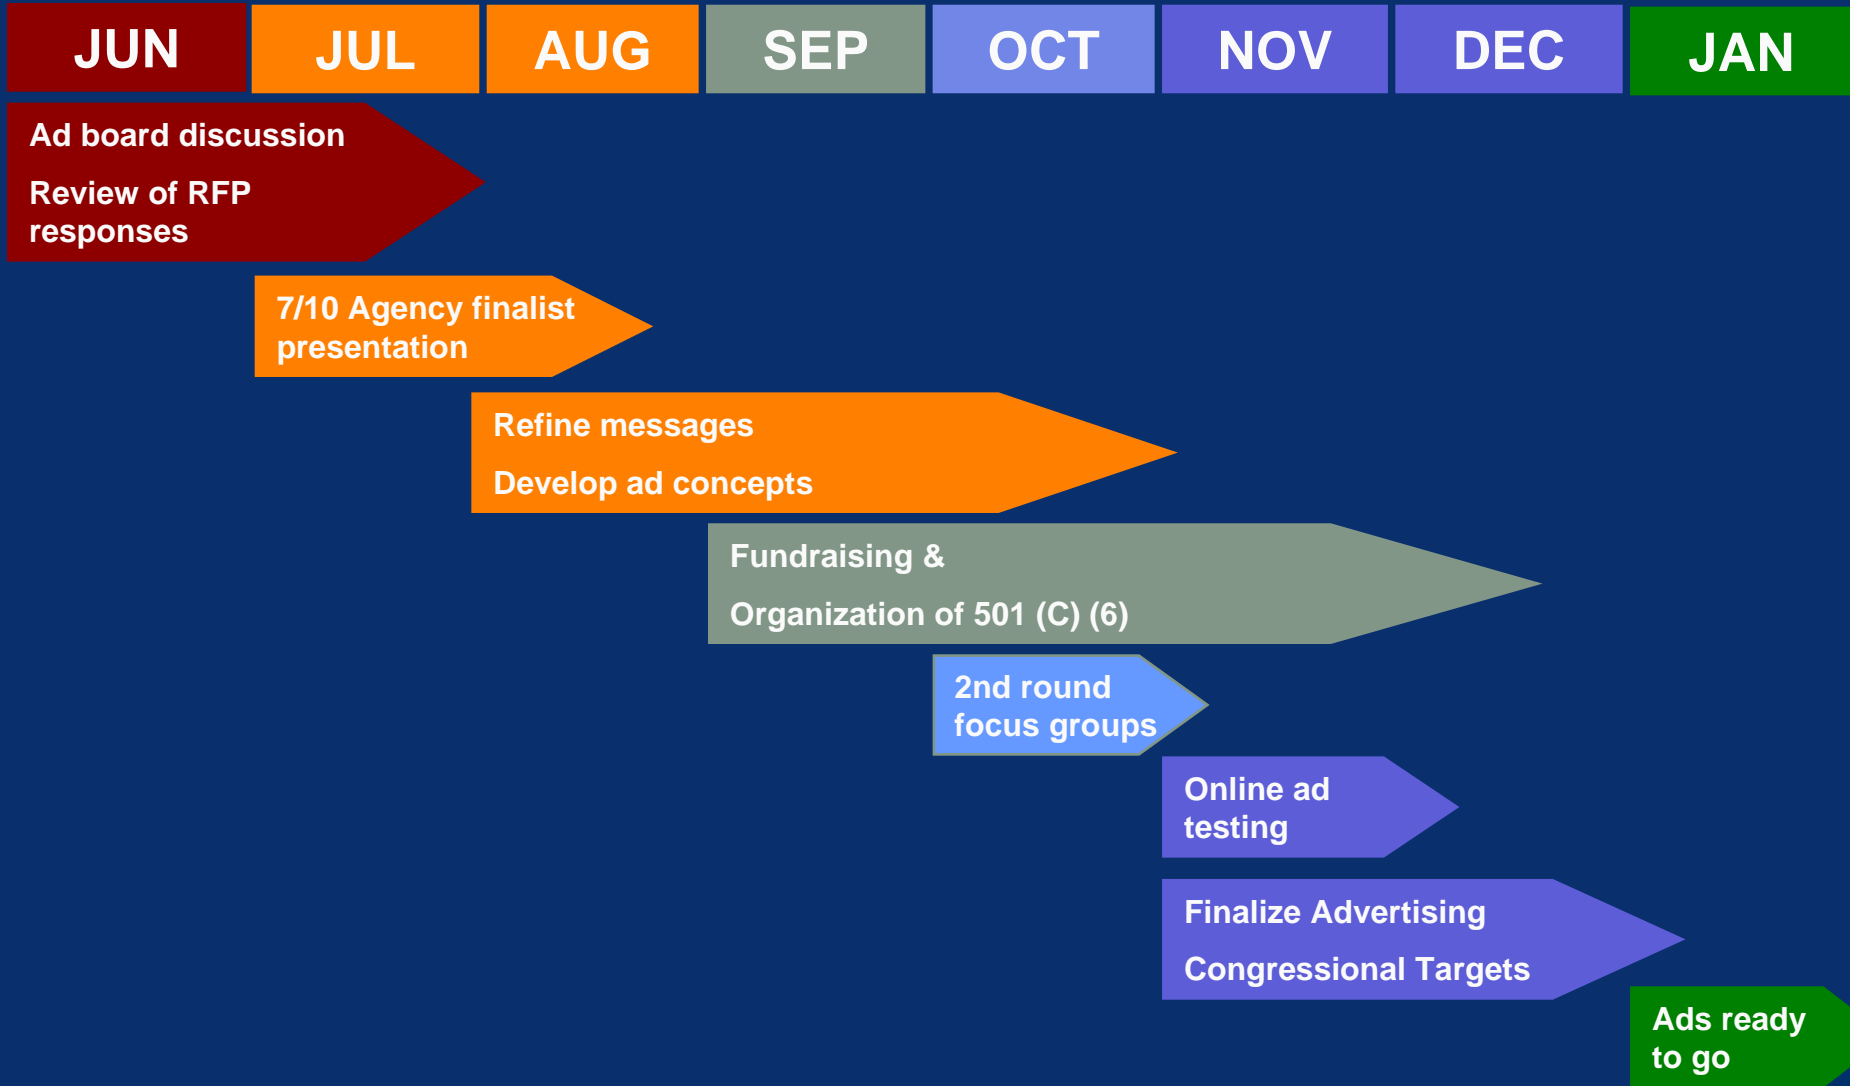 JUN JUL AUG SEP OCT NOV DEC JAN
Ad board discussion
Review of RFP
responses
7/10 Agency finalist
presentation
Refine messages
Develop ad concepts
Fundraising &
Organization of 501 (C) (6)
2nd round
focus groups
Online ad
testing
Finalize Advertising
Congressional Targets
Ads ready
to go